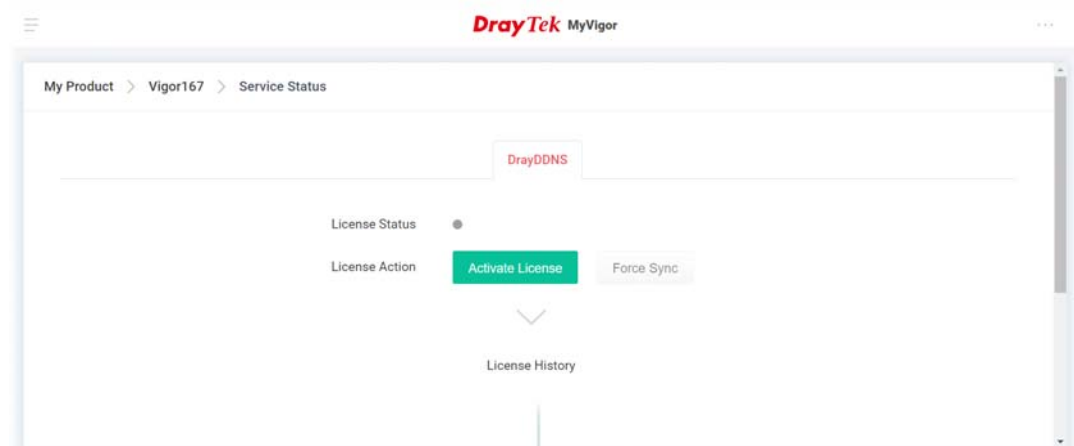 DrayTek MyVigor
My Product > Vigor167 > Service Status
DrayDDNS
License Status
License Action Activate License Force Sync
License History